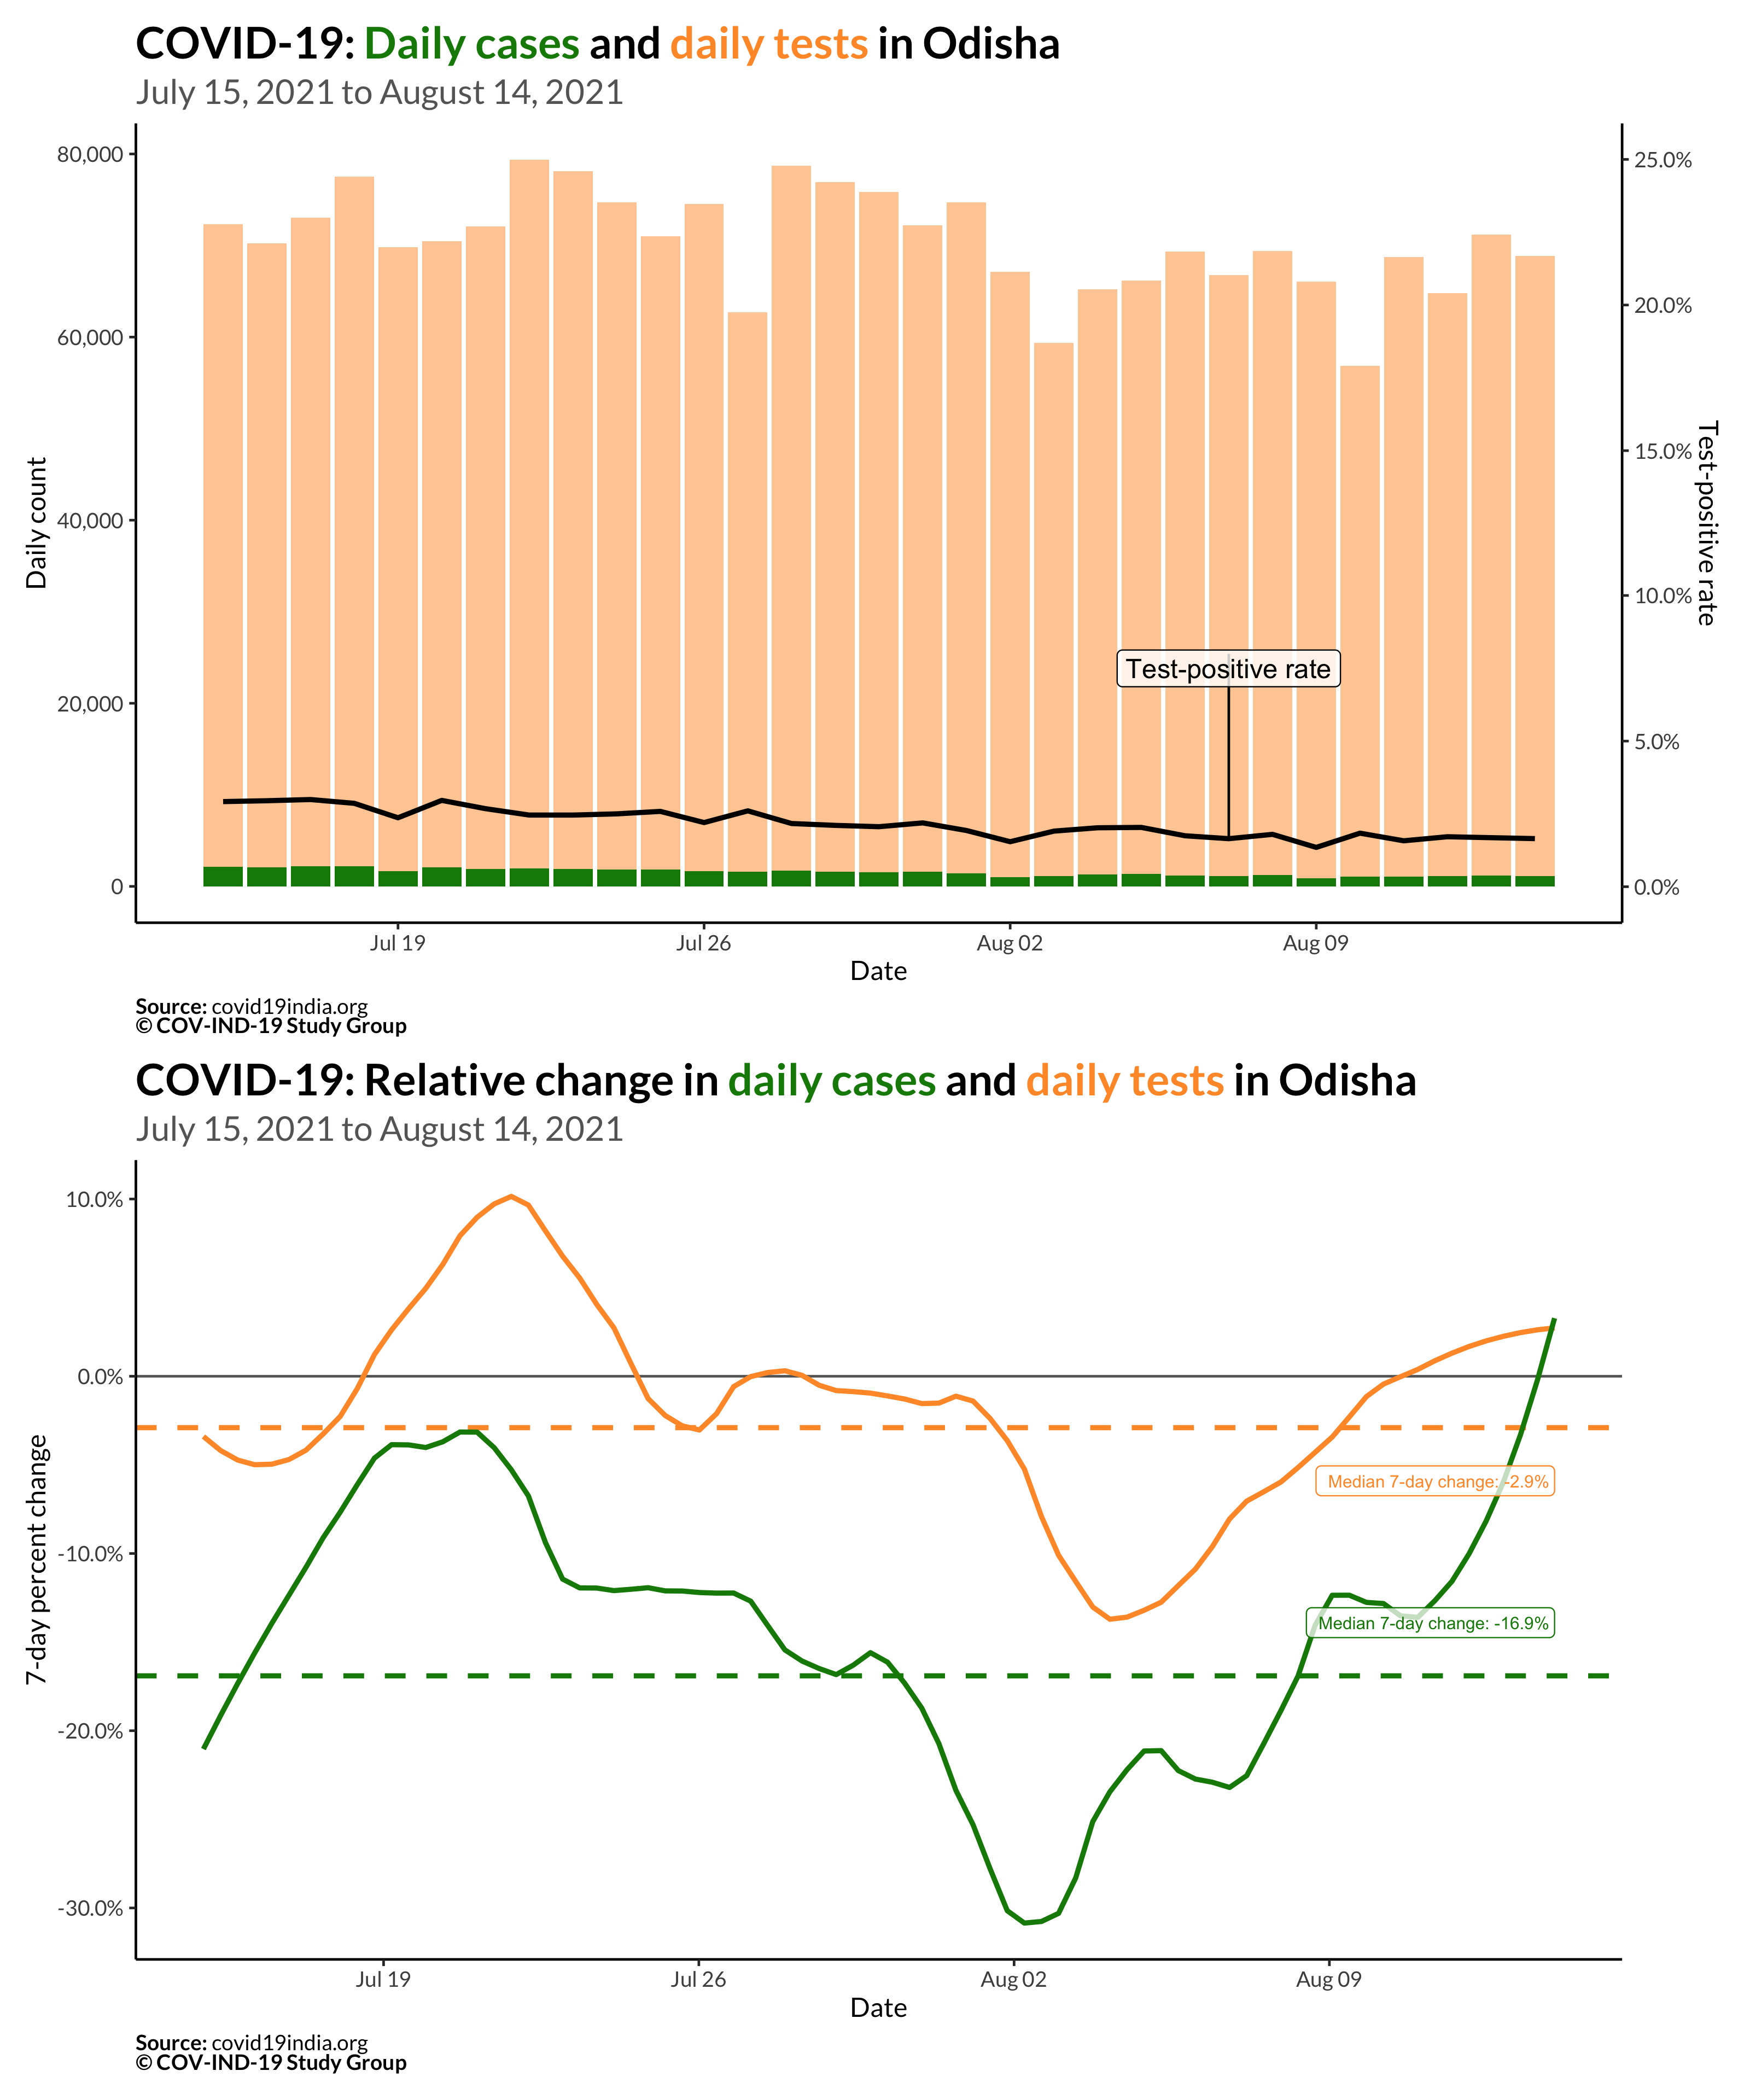 COVID-19: Daily cases and daily tests in Odisha
July 15, 2021 to August 14, 2021
80,000
60,000
40,000
20,000
0
Daily count
25.0%
20.0%
15.0%
10.0%
5.0%
0.0%
Test-positive rate
Test-positive rate
Jul 19
Jul 26
Aug 02
Aug 09
Date
Source: covid19india.org
© COV-IND-19 Study Group
COVID-19: Relative change in daily cases and daily tests in Odisha
July 15, 2021 to August 14, 2021
10.0%
0.0%
-10.0%
-20.0%
-30.0%
7-day percent change
Median 7-day change: -2.9%
Median 7-day change: -16.9%
Jul 19
Jul 26
Aug 02
Aug 09
Date
Source: covid19india.org
© COV-IND-19 Study Group